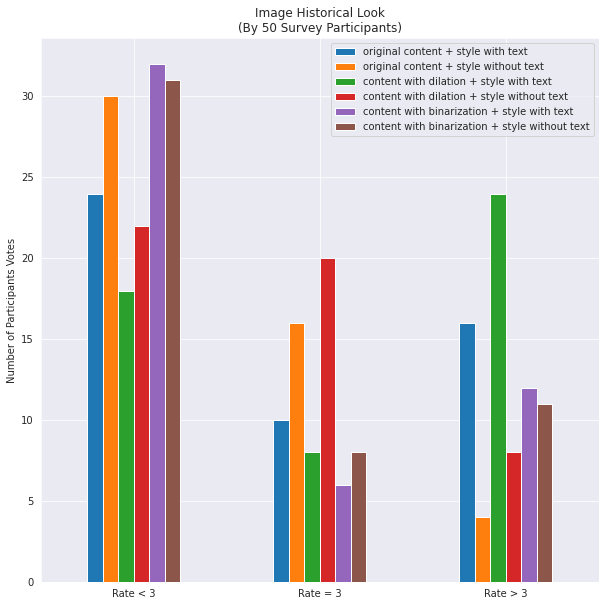 Image Historical Look
(By 50 Survey Participants)
original content + style with text
original content + style without text
content with dilation + style with text
content with dilation + style without text
content with binarization + style with text
content with binarization + style without text
Number of Participants Votes
30
25
20
15
10
5
0
Rate < 3
Rate = 3
Rate > 3